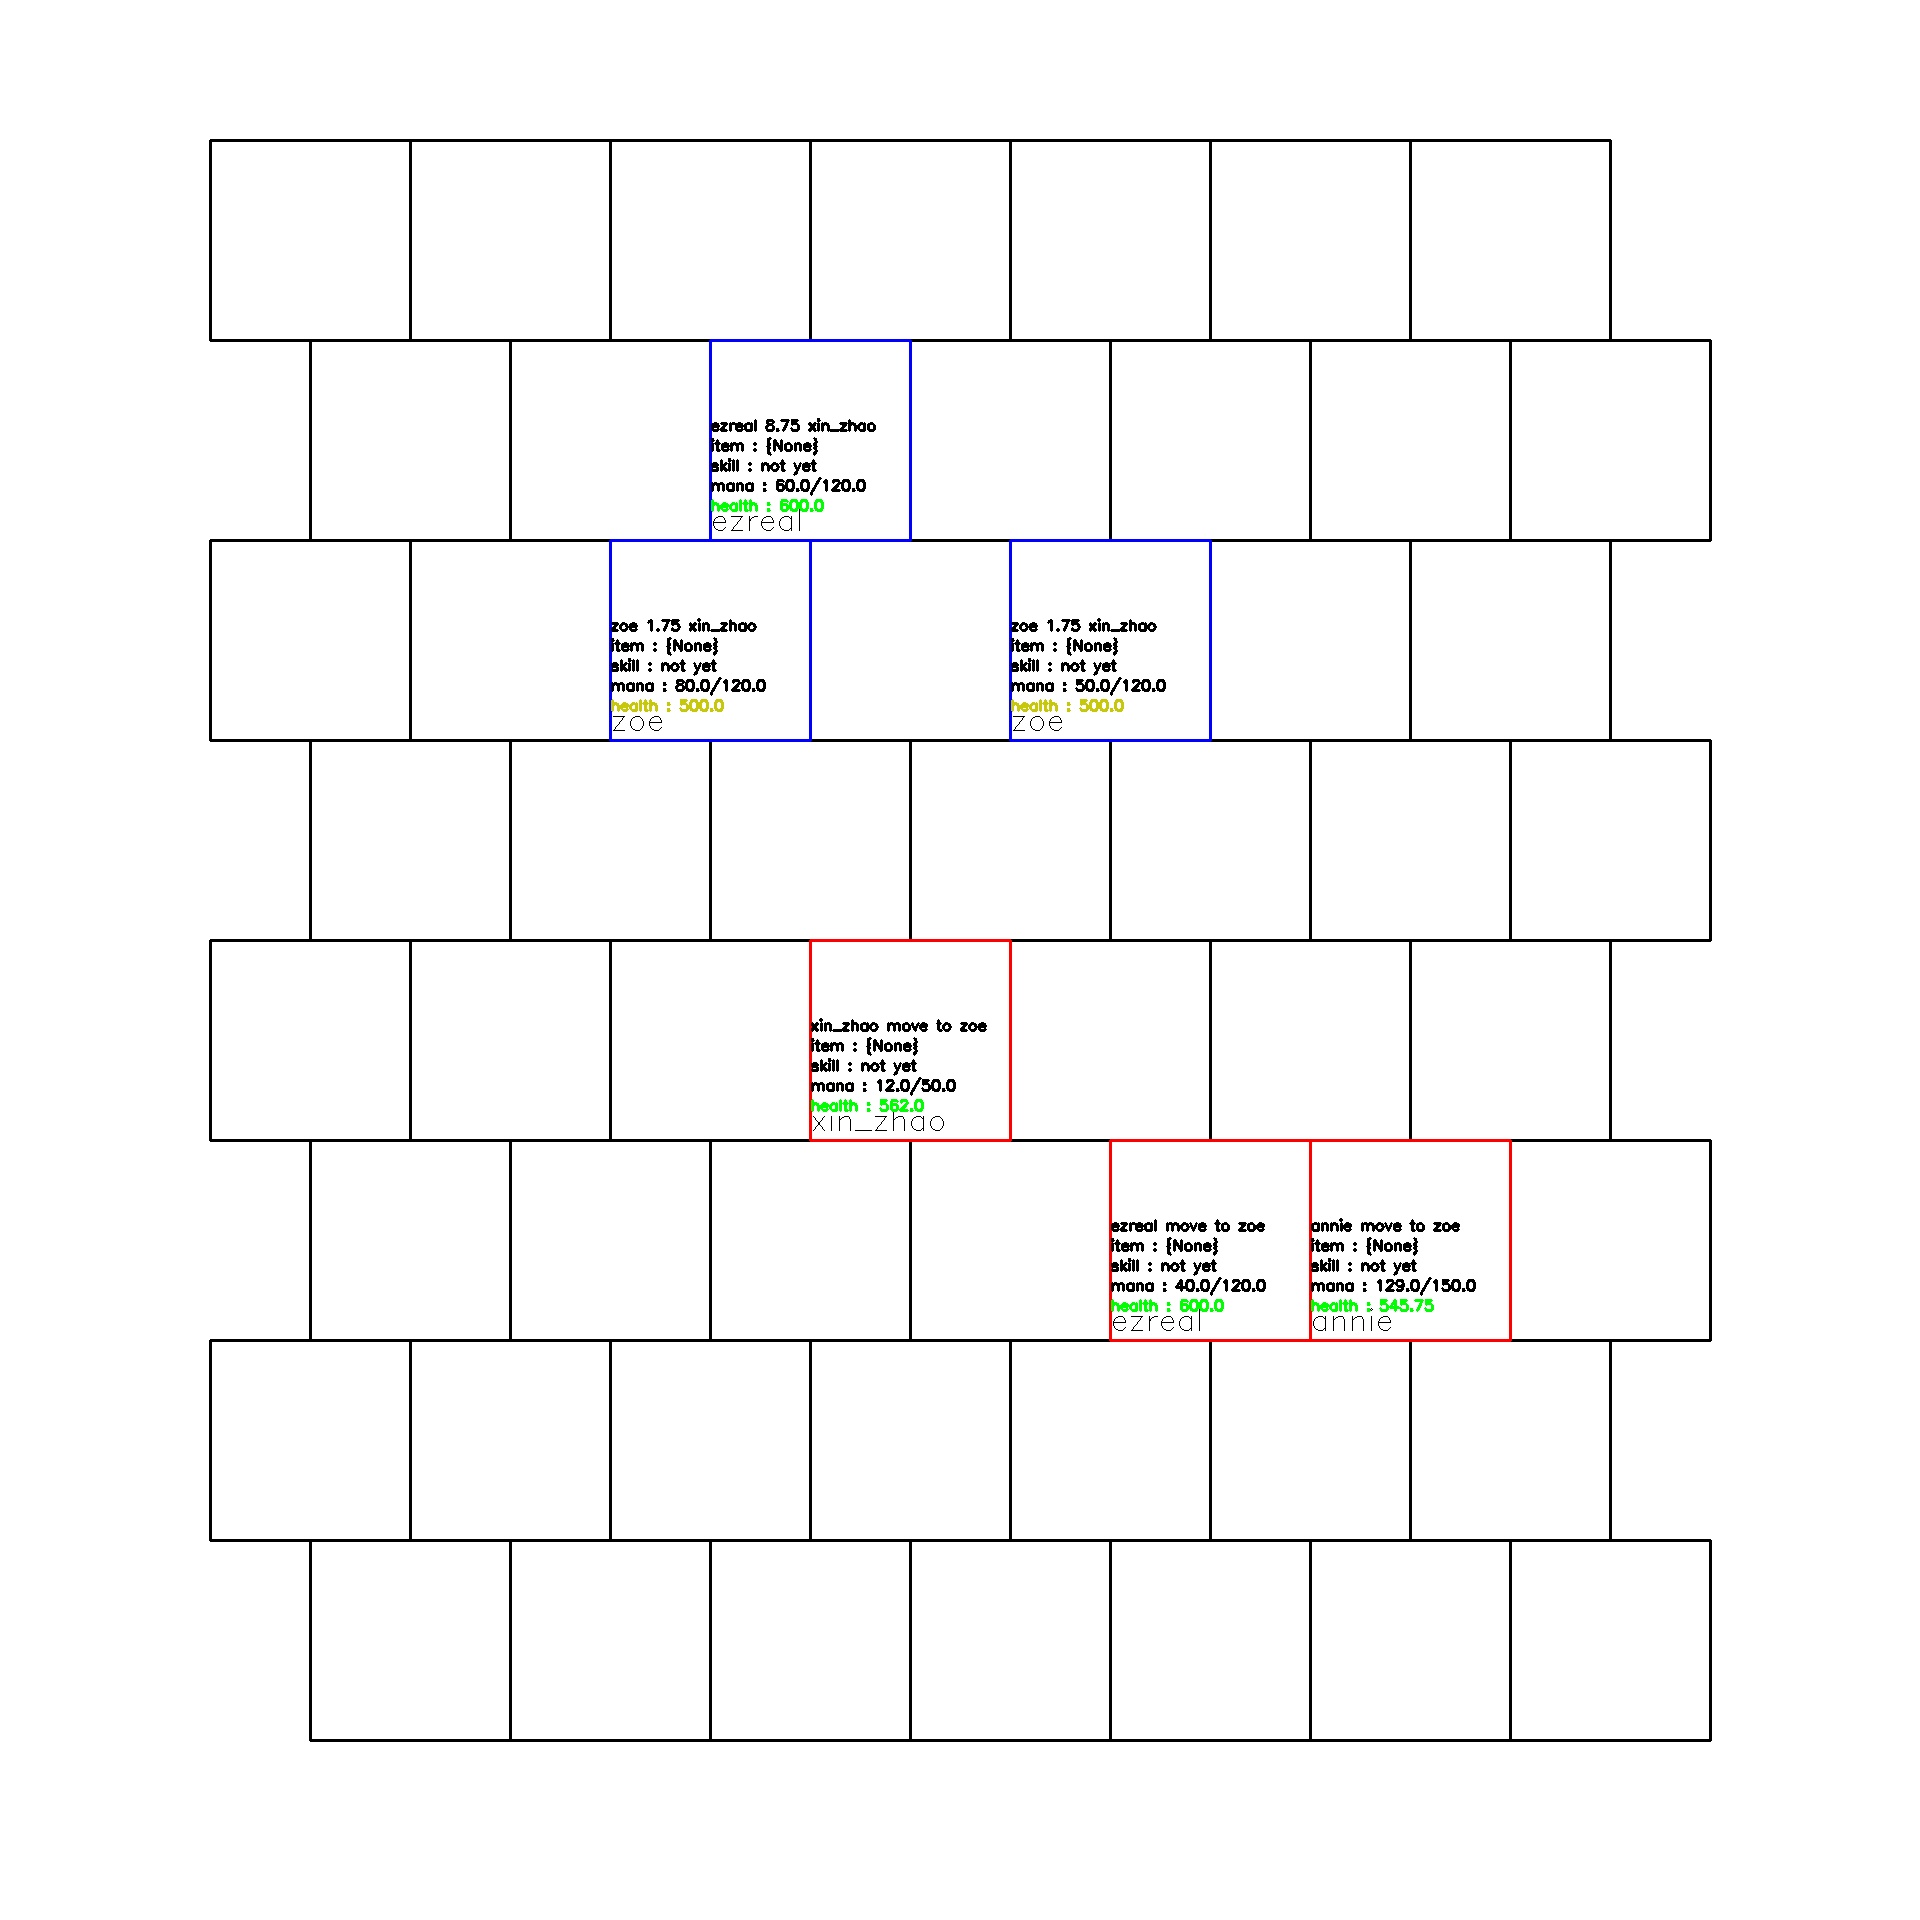 ezreal 8.75 xin_zhao
item : {None}
skill : not yet
mana : 60.0/120.0
health : 600.0
ezreal
zoe 1.75 xin_zhao
item : {None}
skill : not yet
mana : 80.0/120.0
health : 500.0
zoe
zoe 1.75 xin_zhao
item : {None}
skill : not yet
mana : 50.0/120.0
health : 500.0
zoe
xin_zhao move to zoe
item : {None}
skill : not yet
mana : 12.0/50.0
health : 562.0
xin_zhao
ezreal move to zoe
item : {None}
skill : not yet
mana : 40.0/120.0
health : 600.0
ezreal
annie move to zoe
item : {None}
skill : not yet
mana : 129.0/150.0
health : 545.75
annie